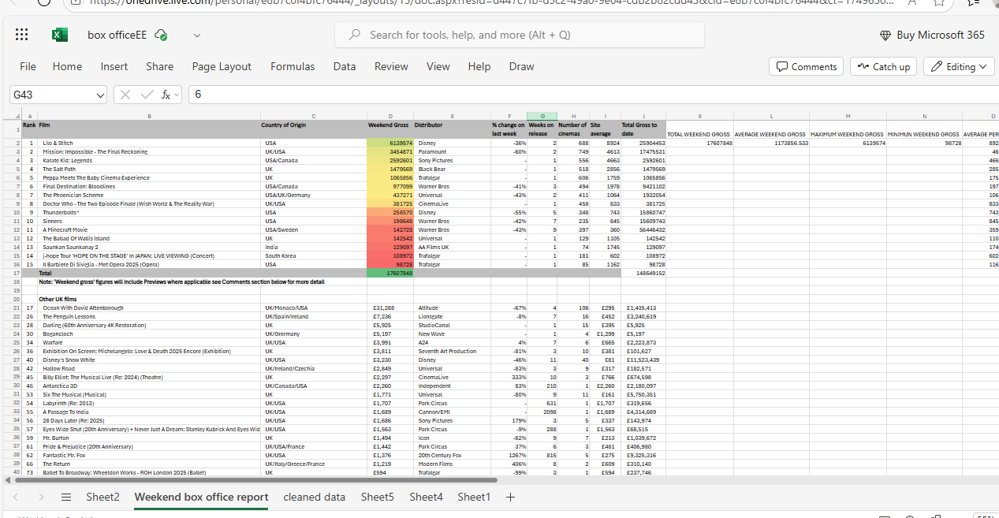 box officeEE
Search for tools, help, and more (Alt + Q)
Buy Microsoft 365
File Home Insert Share Page Layout Formulas Data Review View Help Draw
Comments Catch up Editing
G43 fx 6
A B C D E F G H I J K L M N O
1 Rank Film Country of Origin Weekend Gross Distributor % change on last week Weeks on release Number of cinemas Site average Total Gross to date TOTAL WEEKEND GROSS AVERAGE WEEKEND GROSS MAXIMUM WEEKEND GROSS MINIMUN WEEKEND GROSS AVERAGE PER
2 1 Lilo & Stitch USA 6139574 Disney -36% 2 688 8924 25904453 17607848 1173856.533 6139574 98728 892
3 2 Mission: Impossible - The Final Reckoning UK/USA 3454871 Paramount -60% 2 749 4613 17475531 46
4 3 Karate Kid: Legends USA/Canada 2592601 Sony Pictures - 1 556 4663 2592601 466
5 4 The Salt Path UK 1479569 Black Bear - 1 518 2856 1479569 285
6 5 Peppa Meets The Baby Cinema Experience UK 1065856 Trafalgar - 1 606 1759 1065856 175
7 6 Final Destination: Bloodlines USA/Canada 977099 Warner Bros -41% 3 494 1978 9421102 197
8 7 The Phoenician Scheme USA/UK/Germany 437271 Universal -43% 2 411 1064 1932054 106
9 8 Doctor Who - The Two Episode Finale (Wish World & The Reality War) UK/USA 381725 CinemaLive - 1 458 833 381725 833
10 9 Thunderbolts* USA 258570 Disney -55% 5 348 743 15860747 743
11 10 Sinners USA 198648 Warner Bros -42% 7 235 845 15609743 845
12 11 A Minecraft Movie USA/Sweden 142725 Warner Bros -43% 9 397 360 56446432 359
13 12 The Ballad Of Wallis Island UK 142542 Universal - 1 129 1105 142542 110
14 13 Saunkan Saunkanay 2 India 129097 AA Films UK - 1 74 1745 129097 174
15 14 j-hope Tour 'HOPE ON THE STAGE' In JAPAN: LIVE VIEWING (Concert) South Korea 108972 Trafalgar - 1 181 602 108972 602
16 15 Il Barbiere Di Siviglia - Met Opera 2025 (Opera) USA 98728 Trafalgar - 1 85 1162 98728 116
17 Total 17607848 148649152
18 Note: 'Weekend gross' figures will include Previews where applicable see Comments section below for more detail
19
20 Other UK films
21 17 Ocean With David Attenborough UK/Monaco/USA £31,288 Altitude -67% 4 106 £295 £1,435,413
22 26 The Penguin Lessons UK/Spain/Ireland £7,236 Lionsgate -8% 7 16 £452 £3,240,619
23 28 Darling (60th Anniversary 4K Restoration) UK £5,925 StudioCanal - 1 15 £395 £5,925
24 30 Bogancloch UK/Grermany £5,197 New Wave - 1 4 £1,299 £5,197
25 34 Warfare UK/USA £3,991 A24 4% 7 6 £665 £2,223,873
26 36 Exhibition On Screen: Michelangelo: Love & Death 2025 Encore (Exhibition) UK £3,811 Seventh Art Production -81% 3 10 £381 £101,627
27 40 Disney's Snow White UK/USA £3,230 Disney -46% 11 40 £81 £11,523,439
28 42 Hallow Road UK/Ireland/Czechia £2,849 Universal -83% 3 9 £317 £182,571
29 45 Billy Elliot: The Musical Live (Re: 2024) (Theatre) UK £2,297 CinemaLive 333% 10 3 £766 £674,598
30 46 Antarctica 3D UK/Canada/USA £2,260 Independent 83% 210 1 £2,260 £2,180,097
31 53 Six The Musical (Musical) UK £1,771 Universal -80% 9 11 £161 £5,750,351
32 54 Labyrinth (Re: 2013) UK/USA £1,707 Park Circus - 631 1 £1,707 £319,656
33 55 A Passage To India UK/USA £1,689 Cannon/EMI - 2098 1 £1,689 £4,314,689
34 56 28 Days Later (Re: 2025) UK/USA £1,686 Sony Pictures 179% 3 5 £337 £143,974
35 57 Eyes Wide Shut (20th Anniversary) + Never Just A Dream: Stanley Kubrick And Eyes Wid UK/USA £1,563 Park Circus -9% 288 1 £1,563 £68,515
36 59 Mr. Burton UK £1,494 Icon -62% 9 7 £213 £1,039,672
37 61 Pride & Prejudice (20th Anniversary) UK/USA/France £1,442 Park Circus 37% 6 3 £481 £406,980
38 62 Fantastic Mr. Fox UK/USA £1,376 20th Century Fox 1267% 815 5 £275 £9,325,316
39 66 The Return UK/Italy/Greece/France £1,219 Modern Films 406% 8 2 £609 £310,140
40 73 Ballet To Broadway: Wheeldon Works - ROH London 2025 (Ballet) UK £594 Trafalgar -99% 3 1 £594 £237,746
Sheet2 Weekend box office report cleaned data Sheet5 Sheet4 Sheet1